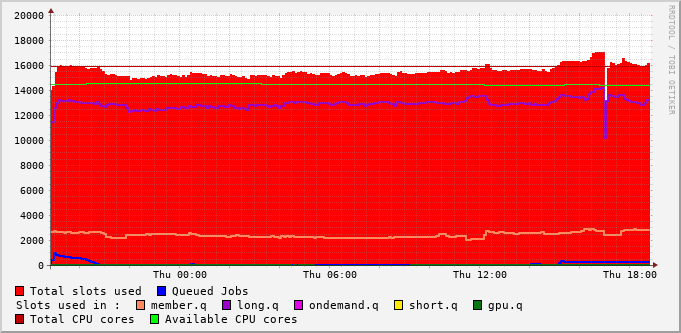 RRDTOOL / TOBI OETIKER
20000
18000
16000
14000
12000
10000
8000
6000
4000
2000
0
Thu 00:00 Thu 06:00 Thu 12:00 Thu 18:00
Total slots used Queued Jobs
Slots used in : member.q long.q ondemand.q short.q gpu.q
Total CPU cores Available CPU cores